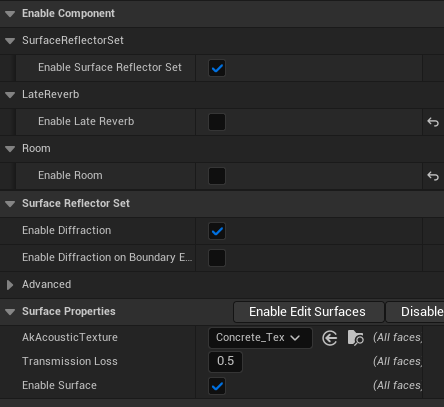 Enable Component
SurfaceReflectorSet
Enable Surface Reflector Set
LateReverb
Enable Late Reverb
Room
Enable Room
Surface Reflector Set
Enable Diffraction
Enable Diffraction on Boundary E...
Advanced
Surface Properties Enable Edit Surfaces Disable
AkAcousticTexture Concrete_Tex (All faces,
Transmission Loss 0.5 (All faces,
Enable Surface (All faces,